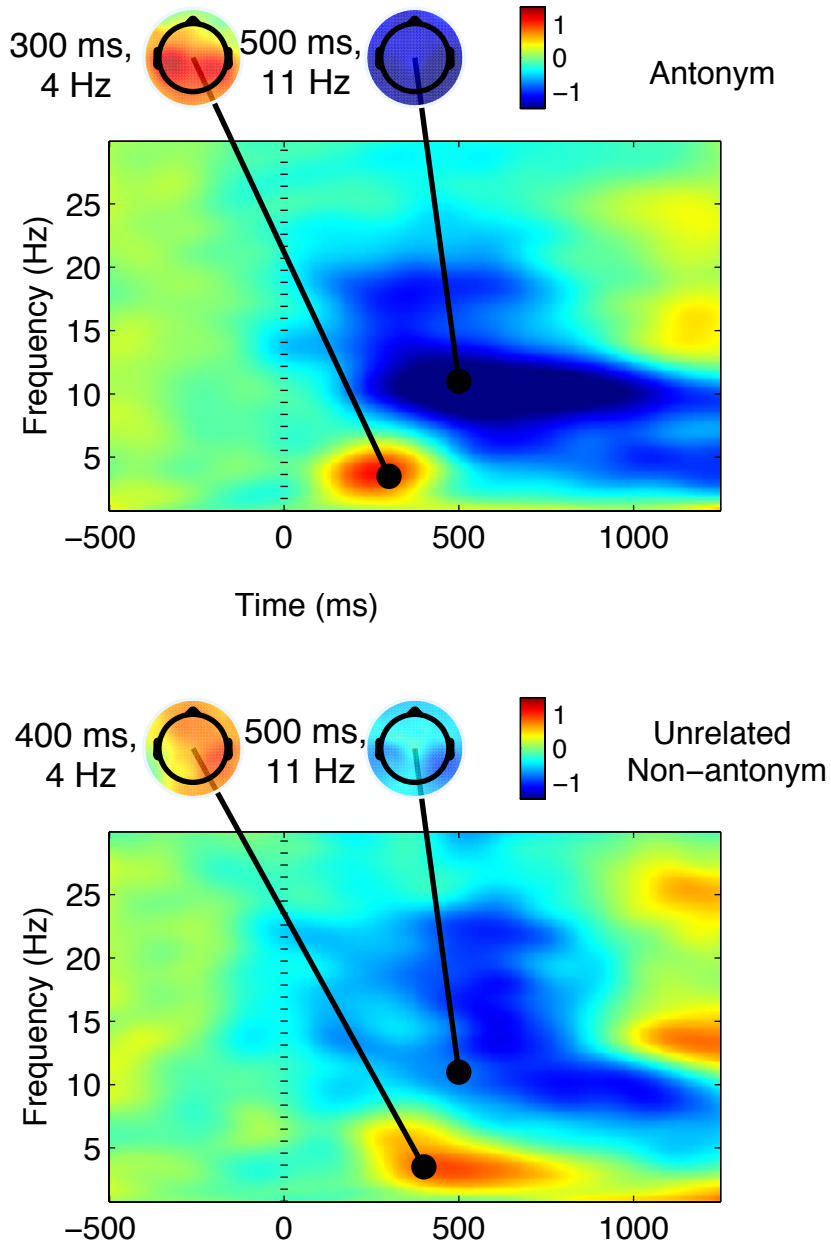 300 ms,
4 Hz
500 ms,
11 Hz
1
0
−1
Antonym
Frequency (Hz)
25
20
15
10
5
−500
0
500
1000
Time (ms)
400 ms,
4 Hz
500 ms,
11 Hz
1
0
−1
Unrelated
Non−antonym
Frequency (Hz)
25
20
15
10
5
−500
0
500
1000